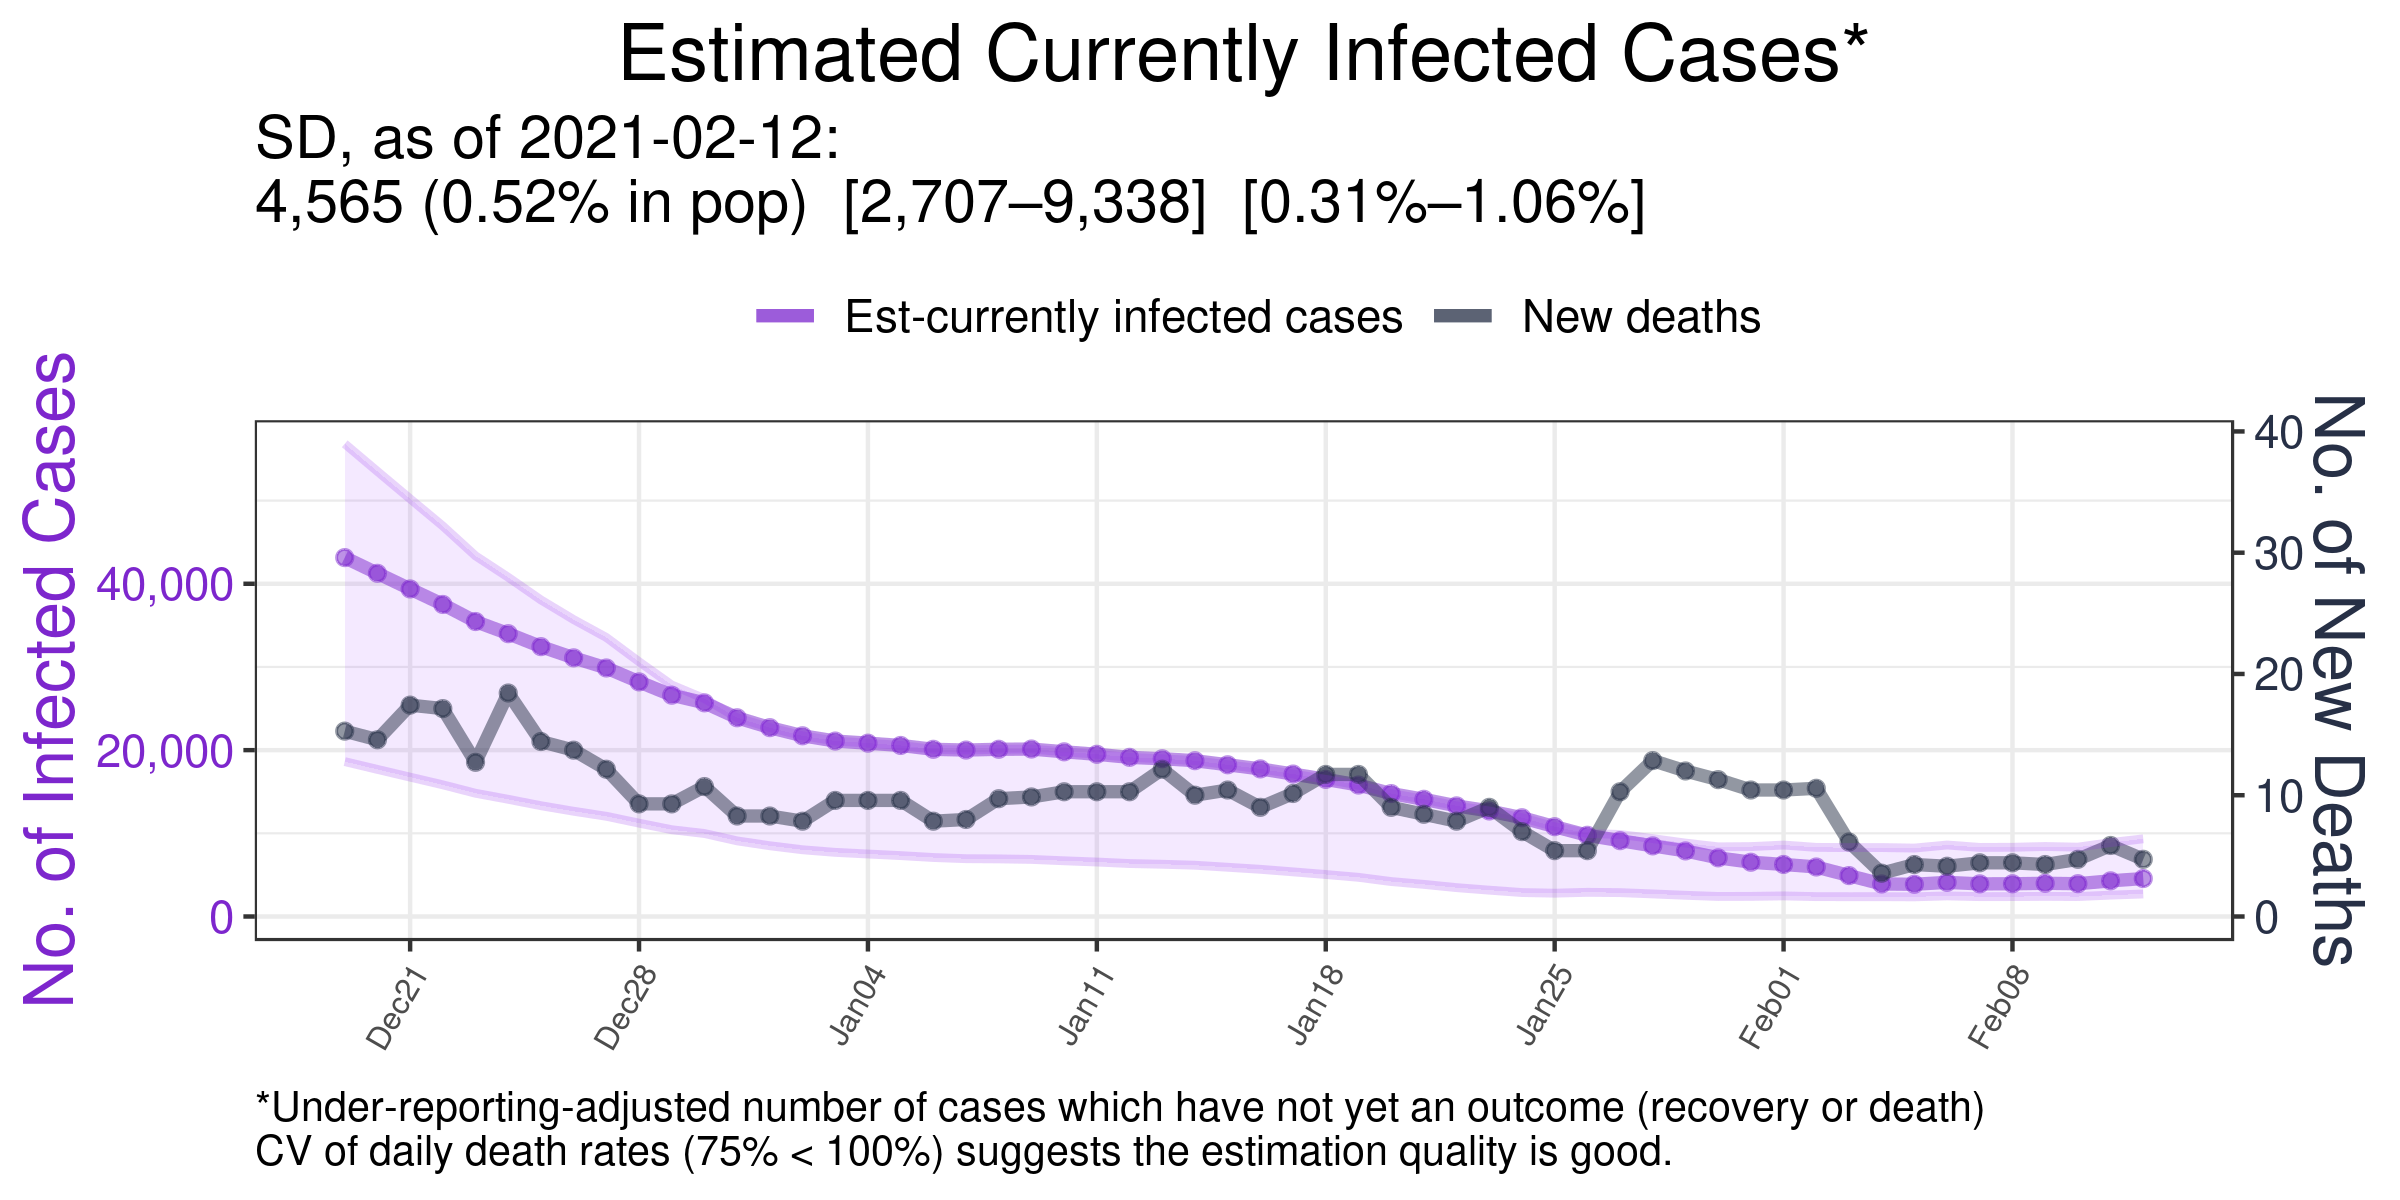 Estimated Currently Infected Cases*
SD, as of 2021-02-12:
4,565 (0.52% in pop)  [2,707–9,338]  [0.31%–1.06%]
Est-currently infected cases
New deaths
No. of Infected Cases
40,000
20,000
0
40
30
20
10
0
No. of New Deaths
Dec21
Dec28
Jan04
Jan11
Jan18
Jan25
Feb01
Feb08
*Under-reporting-adjusted number of cases which have not yet an outcome (recovery or death)
CV of daily death rates (75% < 100%) suggests the estimation quality is good.